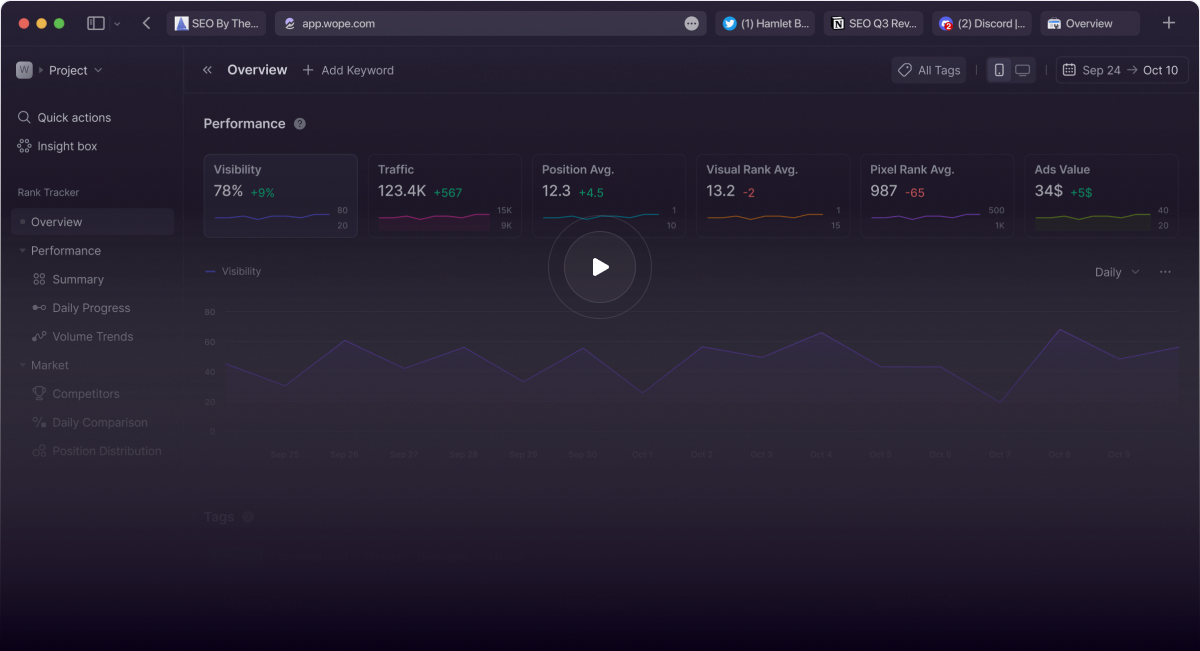 SEO By The...
app.wope.com
(1) Hamlet B...
SEO Q3 Rev...
(2) Discord |...
Overview
W Project
Overview
Add Keyword
All Tags
Sep 24 → Oct 10
Quick actions
Insight box
Rank Tracker
Overview
Performance
Summary
Daily Progress
Volume Trends
Market
Competitors
Daily Comparison
Position Distribution
Performance ?
Visibility
78% +9%
80
20
Traffic
123.4K +567
15K
9K
Position Avg.
12.3 +4.5
1
10
Visual Rank Avg.
13.2 -2
1
15
Pixel Rank Avg.
987 -65
500
1K
Ads Value
34$ +5$
40
20
Visibility
Daily
80
60
40
20
0
Sep 25 Sep 26 Sep 27 Sep 28 Sep 29 Sep 30 Oct 1 Oct 2 Oct 3 Oct 4 Oct 5 Oct 6 Oct 7 Oct 8 Oct 9
Tags